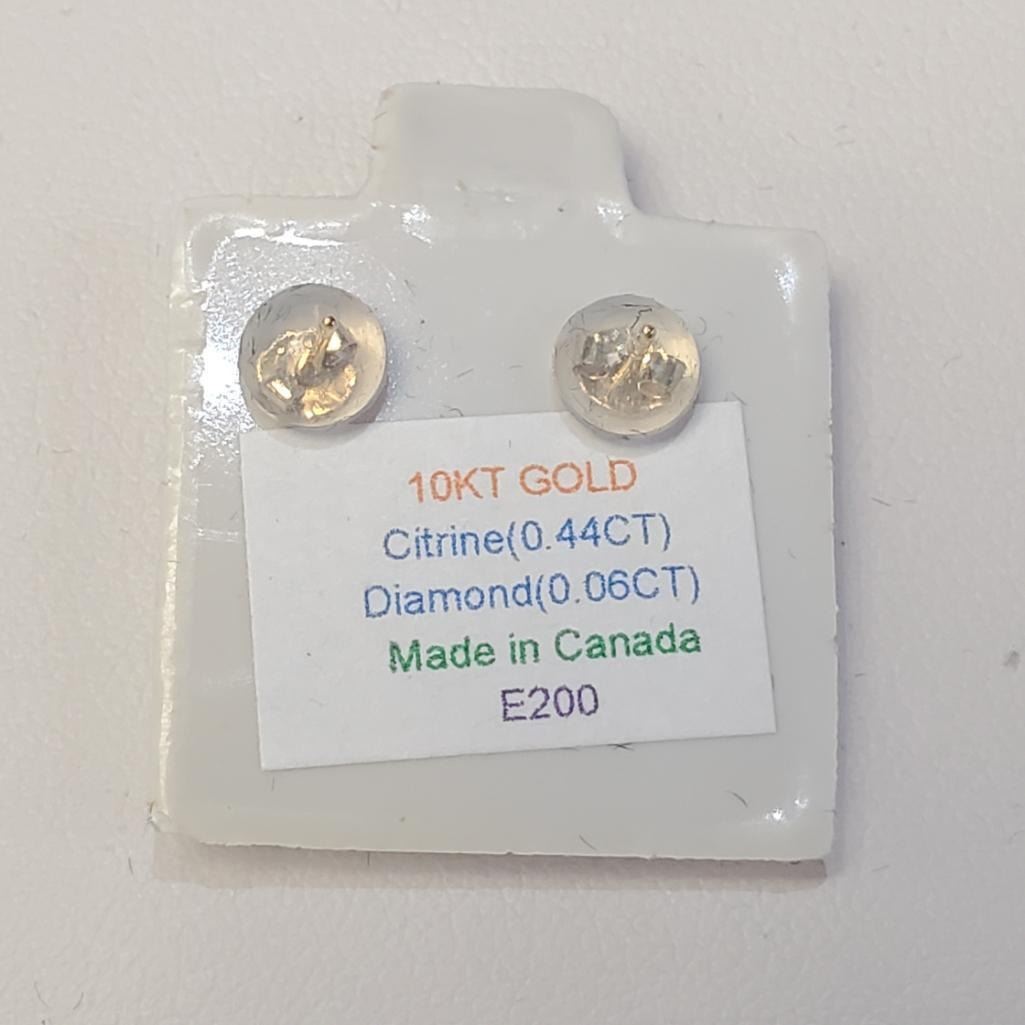 10KT GOLD
Citrine(0.44CT)
Diamond(0.06CT)
Made in Canada
E200